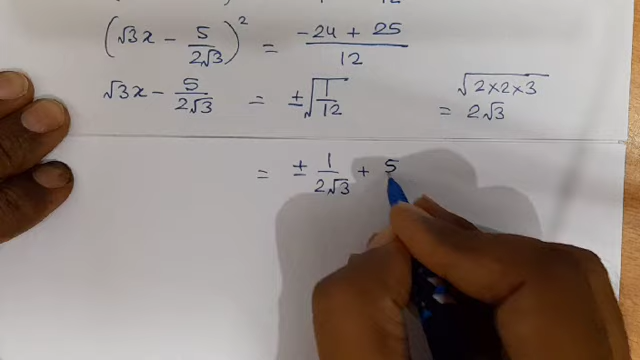 (√3x − 5/2√3)² = −24 + 25/12
√3x − 5/2√3 = ±√1/12 √2×2×3
= 2√3
= ± 1/2√3 + 5